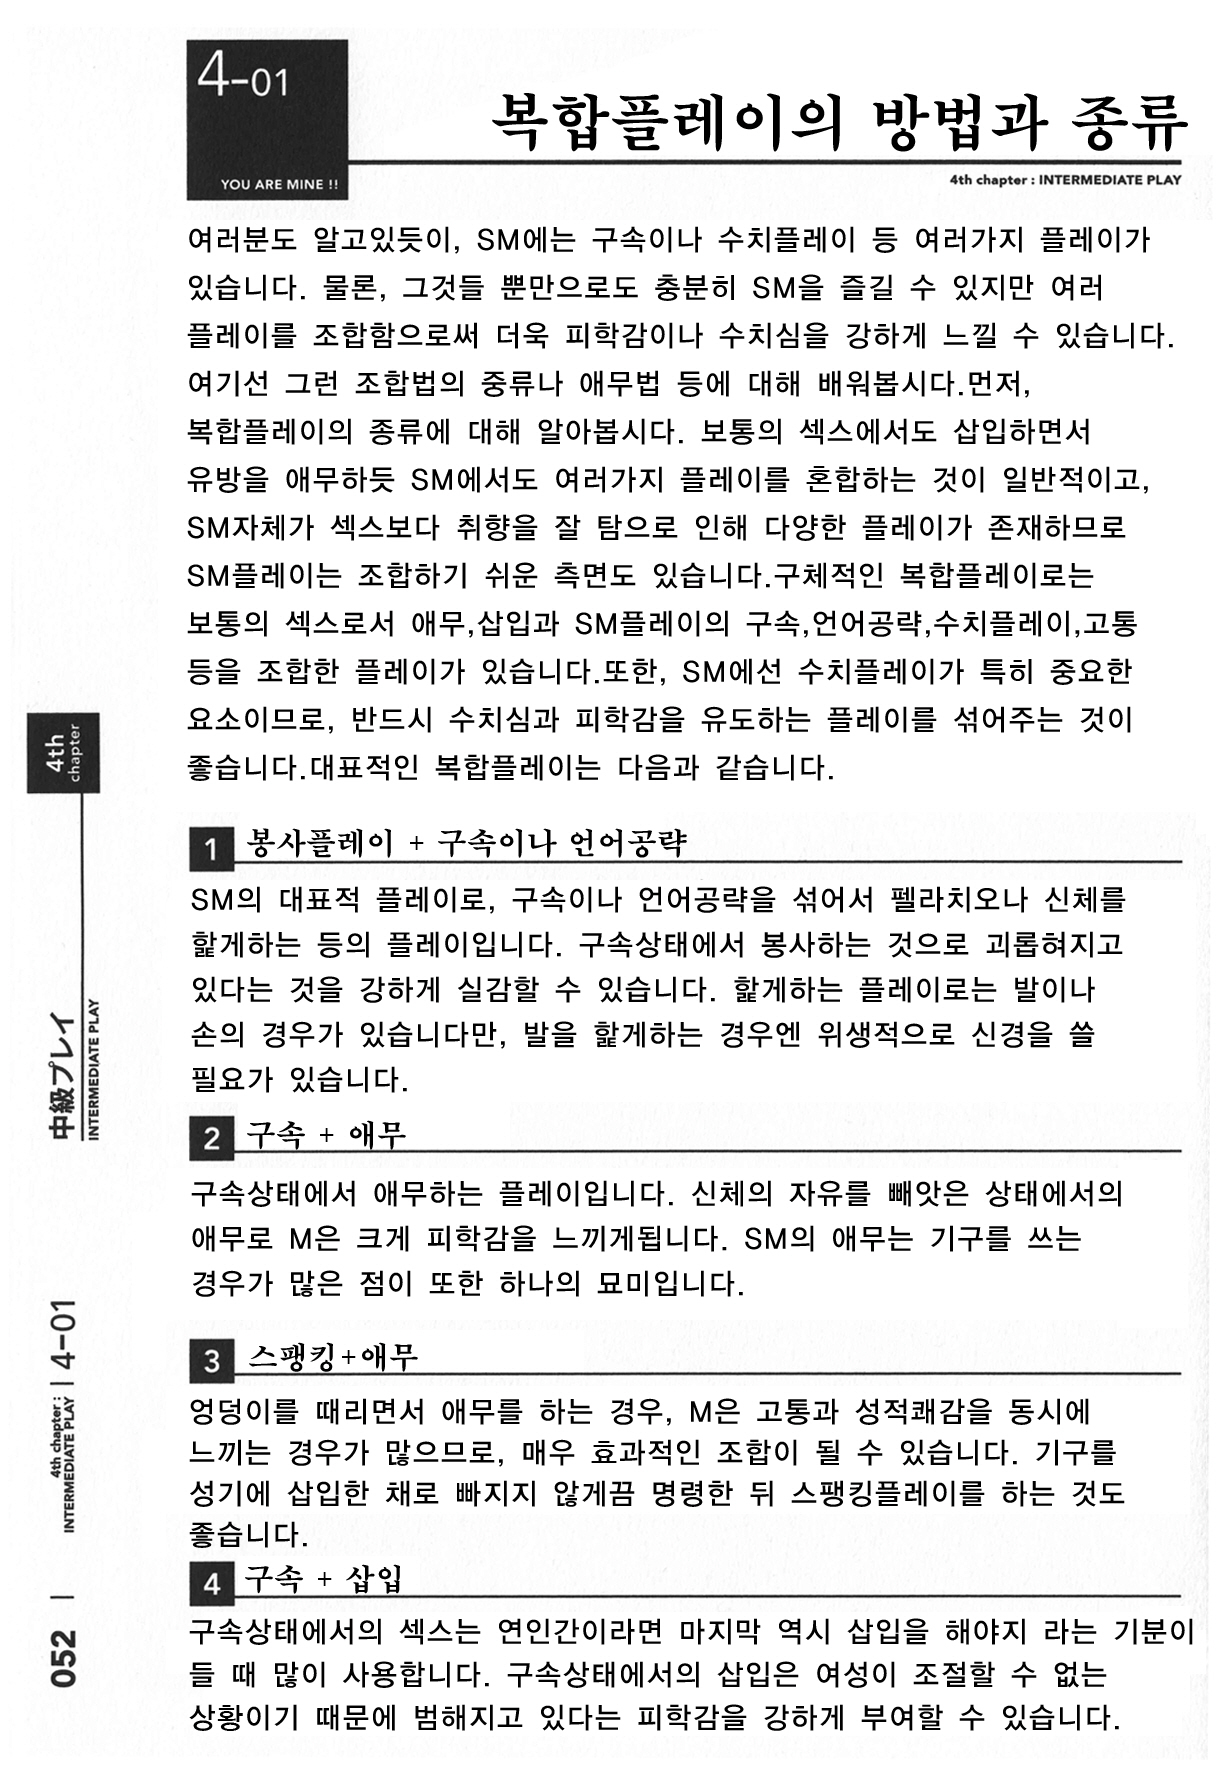 4-01
YOU ARE MINE !!
복합플레이의 방법과 종류
4th chapter : INTERMEDIATE PLAY
여러분도 알고있듯이, SM에는 구속이나 수치플레이 등 여러가지 플레이가
있습니다. 물론, 그것들 뿐만으로도 충분히 SM을 즐길 수 있지만 여러
플레이를 조합함으로써 더욱 피학감이나 수치심을 강하게 느낄 수 있습니다.
여기선 그런 조합법의 중류나 애무법 등에 대해 배워봅시다.먼저,
복합플레이의 종류에 대해 알아봅시다. 보통의 섹스에서도 삽입하면서
유방을 애무하듯 SM에서도 여러가지 플레이를 혼합하는 것이 일반적이고,
SM자체가 섹스보다 취향을 잘 탐으로 인해 다양한 플레이가 존재하므로
SM플레이는 조합하기 쉬운 측면도 있습니다.구체적인 복합플레이로는
보통의 섹스로서 애무,삽입과 SM플레이의 구속,언어공략,수치플레이,고통
등을 조합한 플레이가 있습니다.또한, SM에선 수치플레이가 특히 중요한
요소이므로, 반드시 수치심과 피학감을 유도하는 플레이를 섞어주는 것이
좋습니다.대표적인 복합플레이는 다음과 같습니다.
1 봉사플레이 + 구속이나 언어공략
SM의 대표적 플레이로, 구속이나 언어공략을 섞어서 펠라치오나 신체를
핥게하는 등의 플레이입니다. 구속상태에서 봉사하는 것으로 괴롭혀지고
있다는 것을 강하게 실감할 수 있습니다. 핥게하는 플레이로는 발이나
손의 경우가 있습니다만, 발을 핥게하는 경우엔 위생적으로 신경을 쓸
필요가 있습니다.
2 구속 + 애무
구속상태에서 애무하는 플레이입니다. 신체의 자유를 빼앗은 상태에서의
애무로 M은 크게 피학감을 느끼게됩니다. SM의 애무는 기구를 쓰는
경우가 많은 점이 또한 하나의 묘미입니다.
3 스팽킹+애무
엉덩이를 때리면서 애무를 하는 경우, M은 고통과 성적쾌감을 동시에
느끼는 경우가 많으므로, 매우 효과적인 조합이 될 수 있습니다. 기구를
성기에 삽입한 채로 빠지지 않게끔 명령한 뒤 스팽킹플레이를 하는 것도
좋습니다.
4 구속 + 삽입
구속상태에서의 섹스는 연인간이라면 마지막 역시 삽입을 해야지 라는 기분이
들 때 많이 사용합니다. 구속상태에서의 삽입은 여성이 조절할 수 없는
상황이기 때문에 범해지고 있다는 피학감을 강하게 부여할 수 있습니다.
4th
chapter
中級プレイ
INTERMEDIATE PLAY
4th chapter :
INTERMEDIATE PLAY
| 4-01
052 |